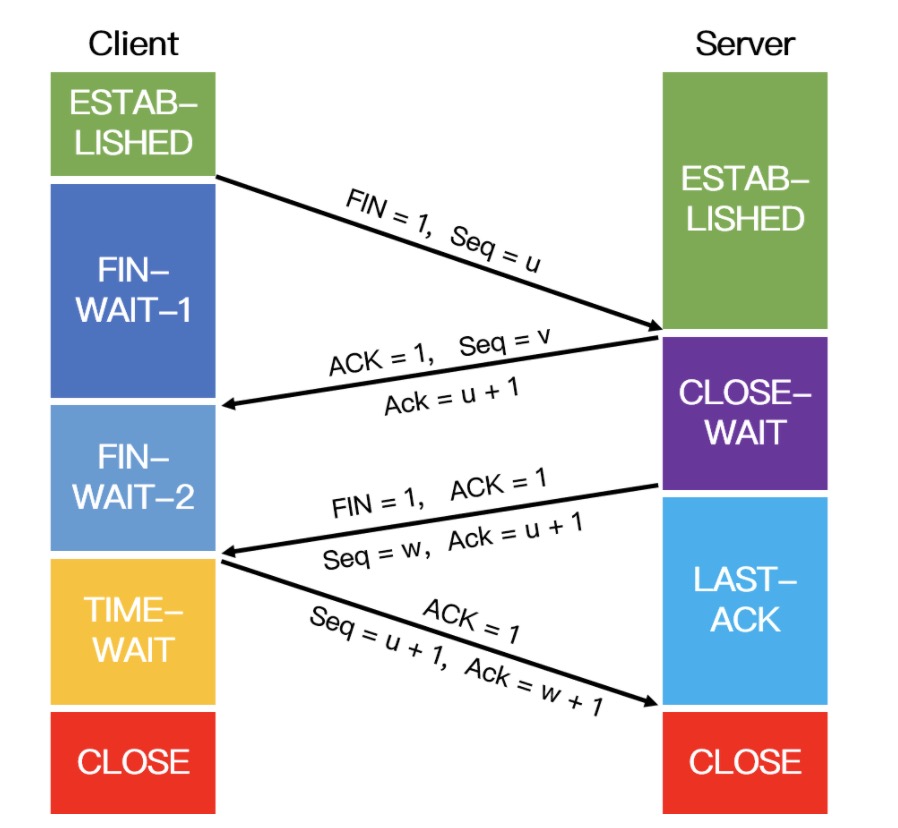 Client
Server
ESTAB-
LISHED
ESTAB-
LISHED
FIN = 1, Seq = u
FIN-
WAIT-1
ACK = 1, Seq = v
Ack = u + 1
CLOSE-
WAIT
FIN-
WAIT-2
FIN = 1, ACK = 1
Seq = w, Ack = u + 1
LAST-
ACK
TIME-
WAIT
ACK = 1
Seq = u + 1, Ack = w + 1
CLOSE
CLOSE